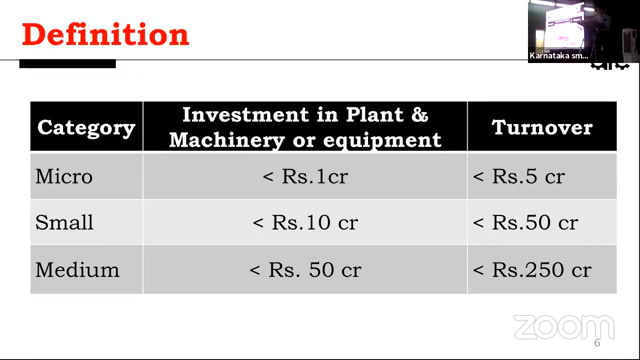 Definition
Karnataka sm...
Category Investment in Plant & Machinery or equipment Turnover
Micro < Rs.1cr < Rs.5 cr
Small < Rs.10 cr < Rs.50 cr
Medium < Rs. 50 cr < Rs.250 cr
zoom
6